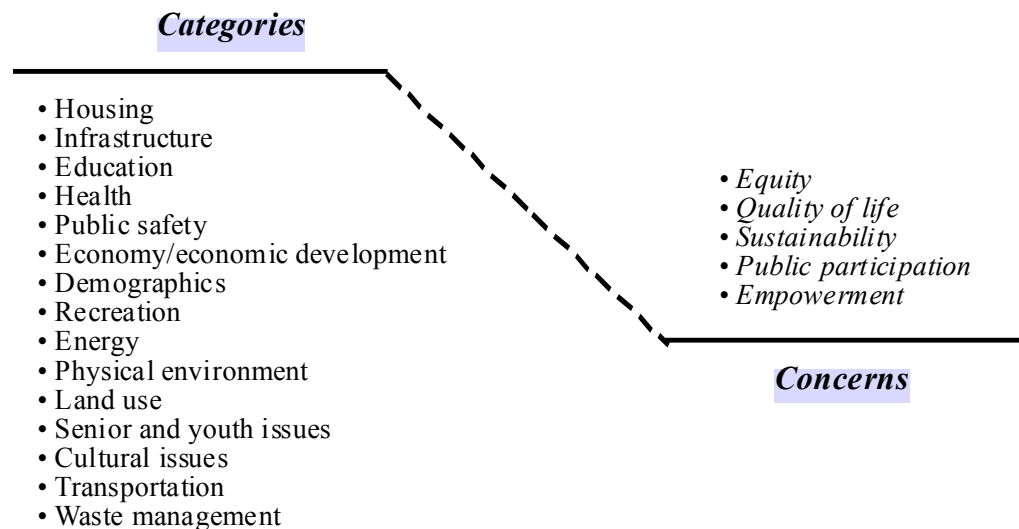 Categories
• Housing
• Infrastructure
• Education
• Health
• Public safety
• Economy/economic development
• Demographics
• Recreation
• Energy
• Physical environment
• Land use
• Senior and youth issues
• Cultural issues
• Transportation
• Waste management
• Equity
• Quality of life
• Sustainability
• Public participation
• Empowerment
Concerns